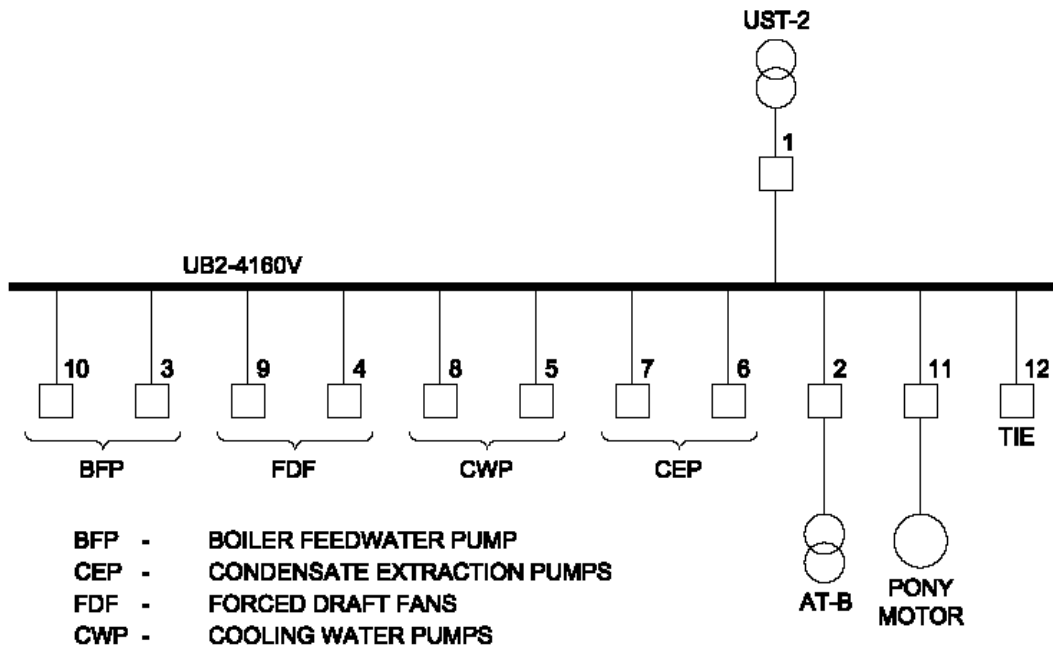 UST-2
1
UB2-4160V
10 3 9 4 8 5 7 6 2 11 12
BFP FDF CWP CEP TIE
BFP - BOILER FEEDWATER PUMP
CEP - CONDENSATE EXTRACTION PUMPS
FDF - FORCED DRAFT FANS
CWP - COOLING WATER PUMPS
AT-B
PONY
MOTOR